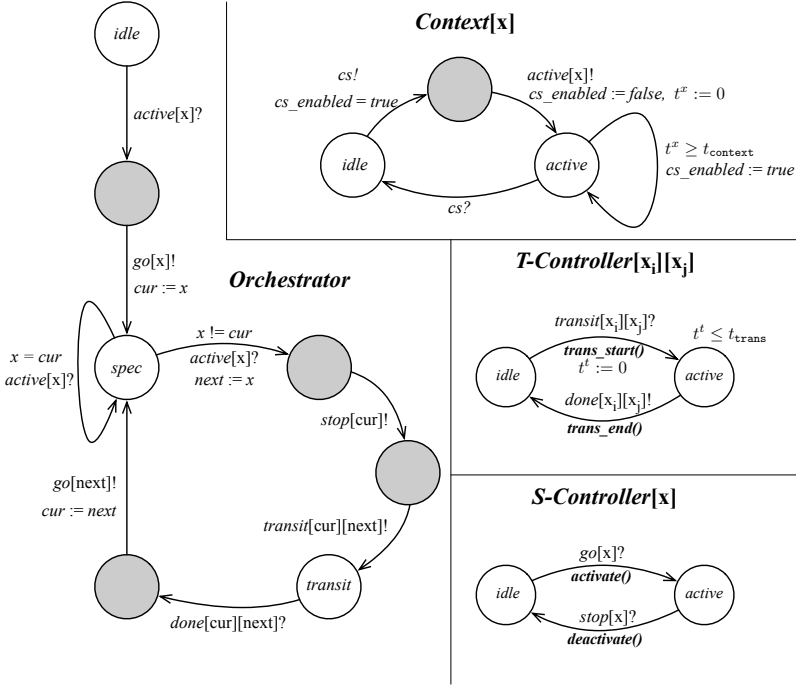 idle
active[x]?
go[x]!
cur := x
Orchestrator
x = cur
active[x]?
spec
x != cur
active[x]?
next := x
stop[cur]!
go[next]!
cur := next
transit[cur][next]!
transit
done[cur][next]?
Context[x]
cs!
cs_enabled = true
active[x]!
cs_enabled := false, t^x := 0
idle
active
t^x ≥ t_context
cs_enabled := true
cs?
T-Controller[x_i][x_j]
transit[x_i][x_j]?
trans_start()
t^t := 0
t^t ≤ t_trans
idle
active
done[x_i][x_j]!
trans_end()
S-Controller[x]
go[x]?
activate()
idle
active
stop[x]?
deactivate()